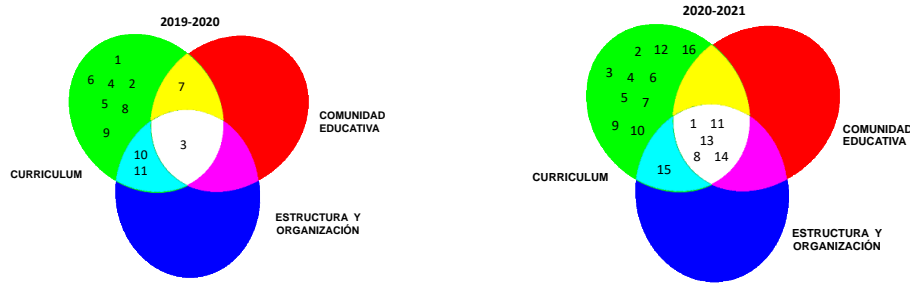 2019-2020
1
6 4 2
5 8
9
7
3
10
11
COMUNIDAD
EDUCATIVA
CURRICULUM
ESTRUCTURA Y
ORGANIZACIÓN
2020-2021
2 12 16
3 4 6
5 7
9 10
1 11
13
8 14
15
COMUNIDAD
EDUCATIVA
CURRICULUM
ESTRUCTURA Y
ORGANIZACIÓN